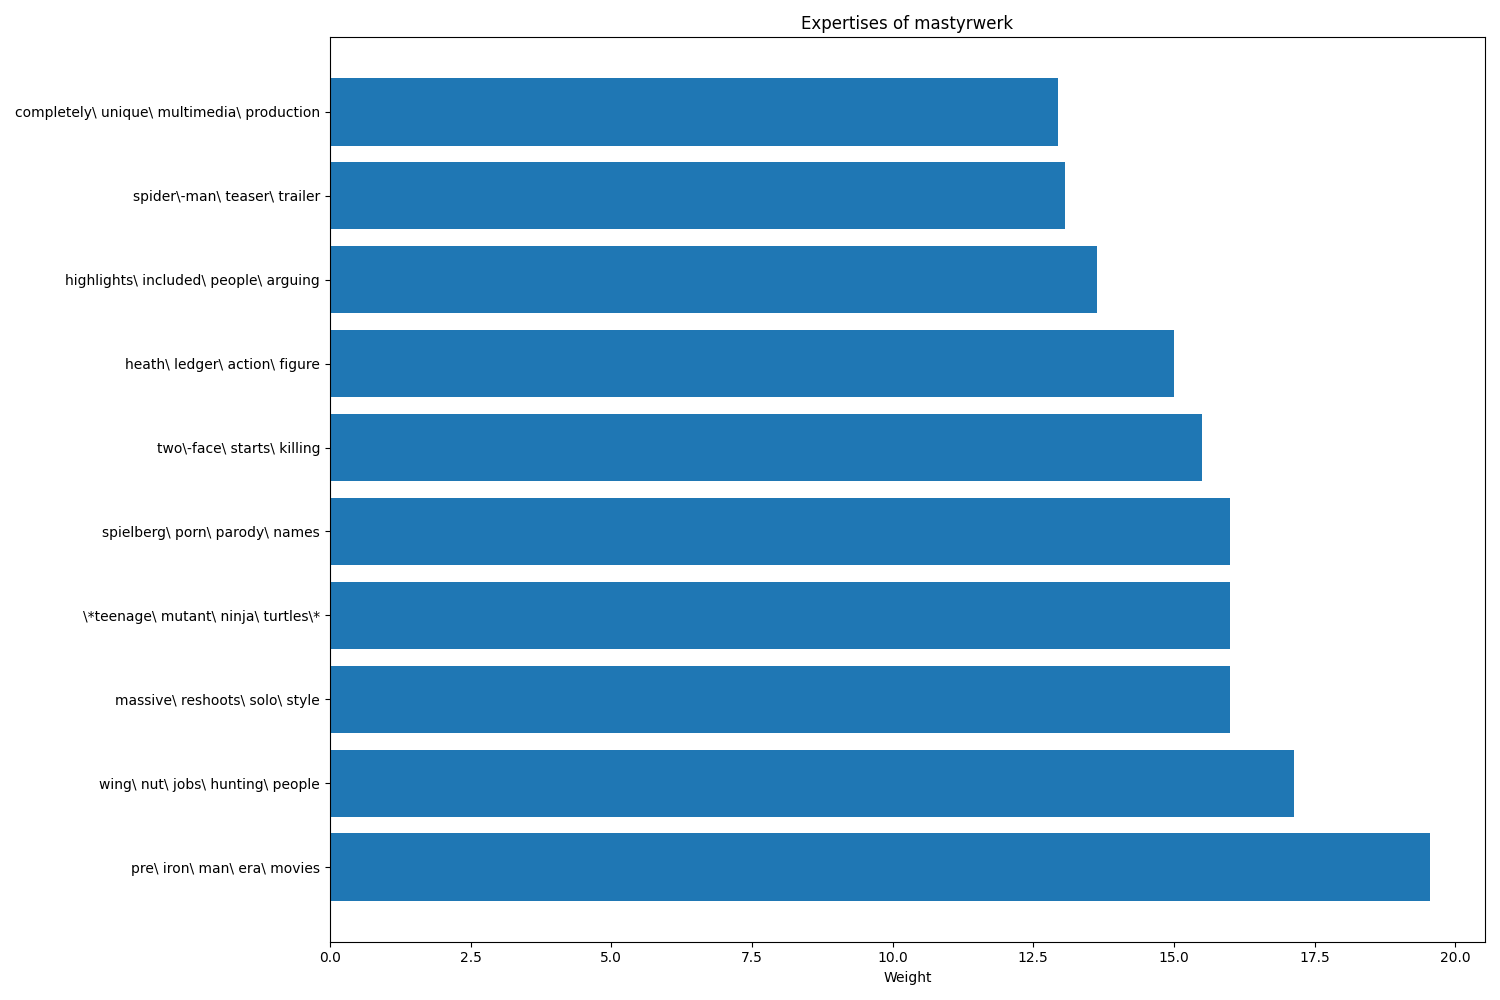 Expertises of mastyrwerk
completely\ unique\ multimedia\ production
spider\-man\ teaser\ trailer
highlights\ included\ people\ arguing
heath\ ledger\ action\ figure
two\-face\ starts\ killing
spielberg\ porn\ parody\ names
\*teenage\ mutant\ ninja\ turtles\*
massive\ reshoots\ solo\ style
wing\ nut\ jobs\ hunting\ people
pre\ iron\ man\ era\ movies
0.0 2.5 5.0 7.5 10.0 12.5 15.0 17.5 20.0
Weight